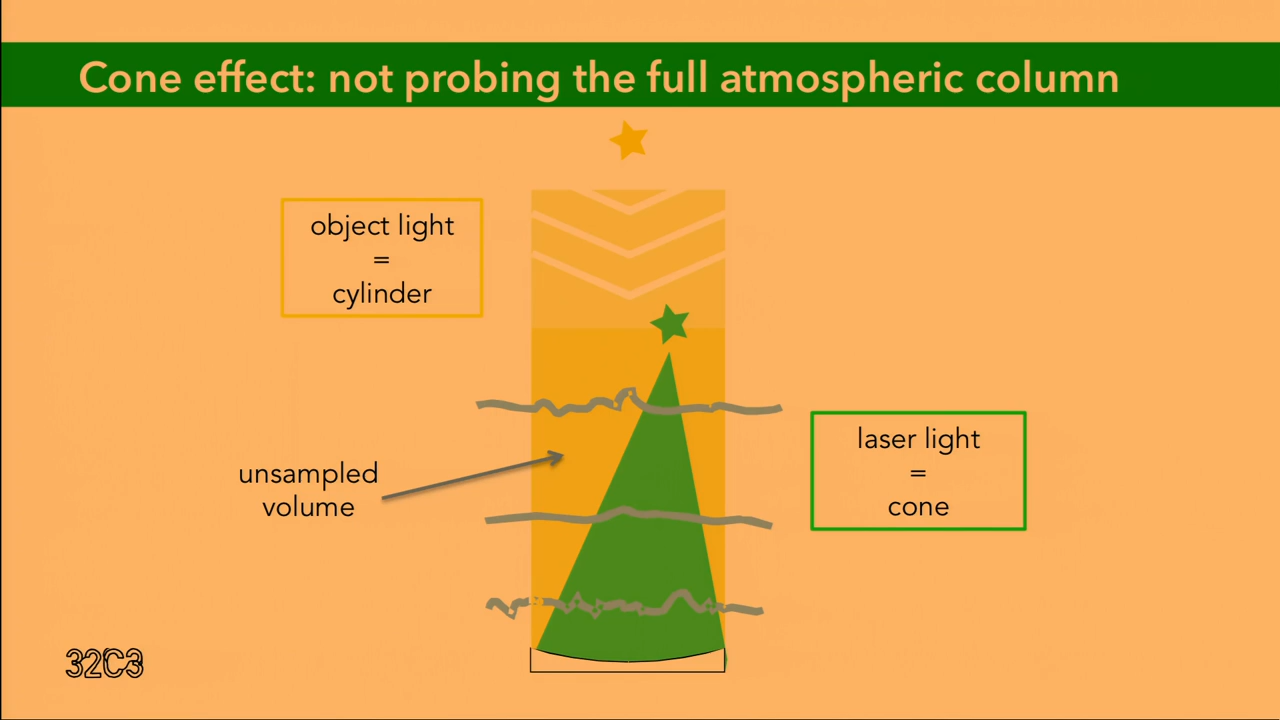 Cone effect: not probing the full atmospheric column
object light
=
cylinder
laser light
=
cone
unsampled
volume
32C3